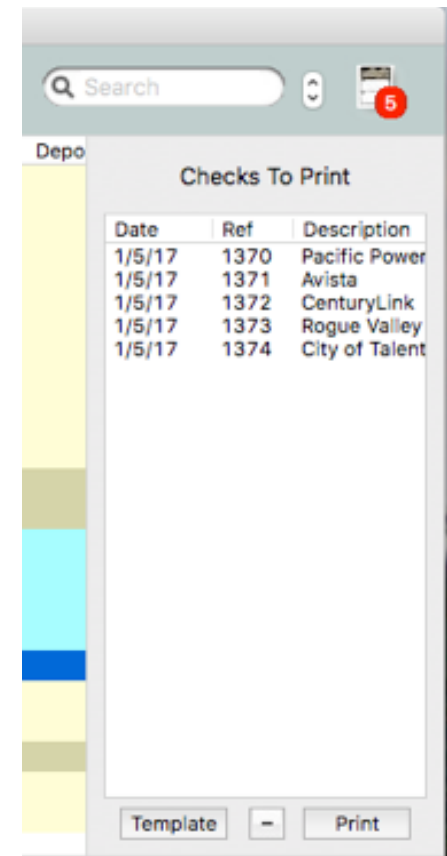 Search
5
Depo
Checks To Print
Date Ref Description
1/5/17 1370 Pacific Power
1/5/17 1371 Avista
1/5/17 1372 CenturyLink
1/5/17 1373 Rogue Valley
1/5/17 1374 City of Talent
Template - Print